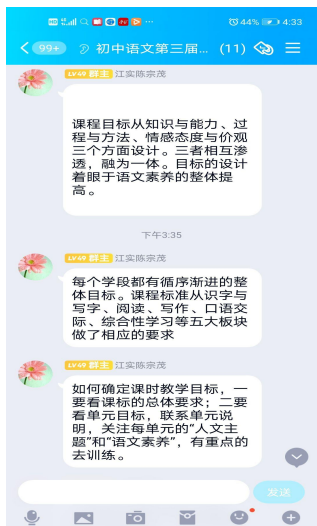 44% 4:33
99+ 初中语文第三届... (11)
LV49 群主 江实陈宗茂
课程目标从知识与能力、过
程与方法、情感态度与价观
三个方面设计。三者相互渗
透，融为一体。目标的设计
着眼于语文素养的整体提
高。
下午3:35
LV49 群主 江实陈宗茂
每个学段都有循序渐进的整
体目标。课程标准从识字与
写字、阅读、写作、口语交
际、综合性学习等五大板块
做了相应的要求
LV49 群主 江实陈宗茂
如何确定课时教学目标，一
要看课标的总体要求；二要
看单元目标，联系单元说
明，关注每单元的“人文主
题”和“语文素养”，有重点的
去训练。
发送